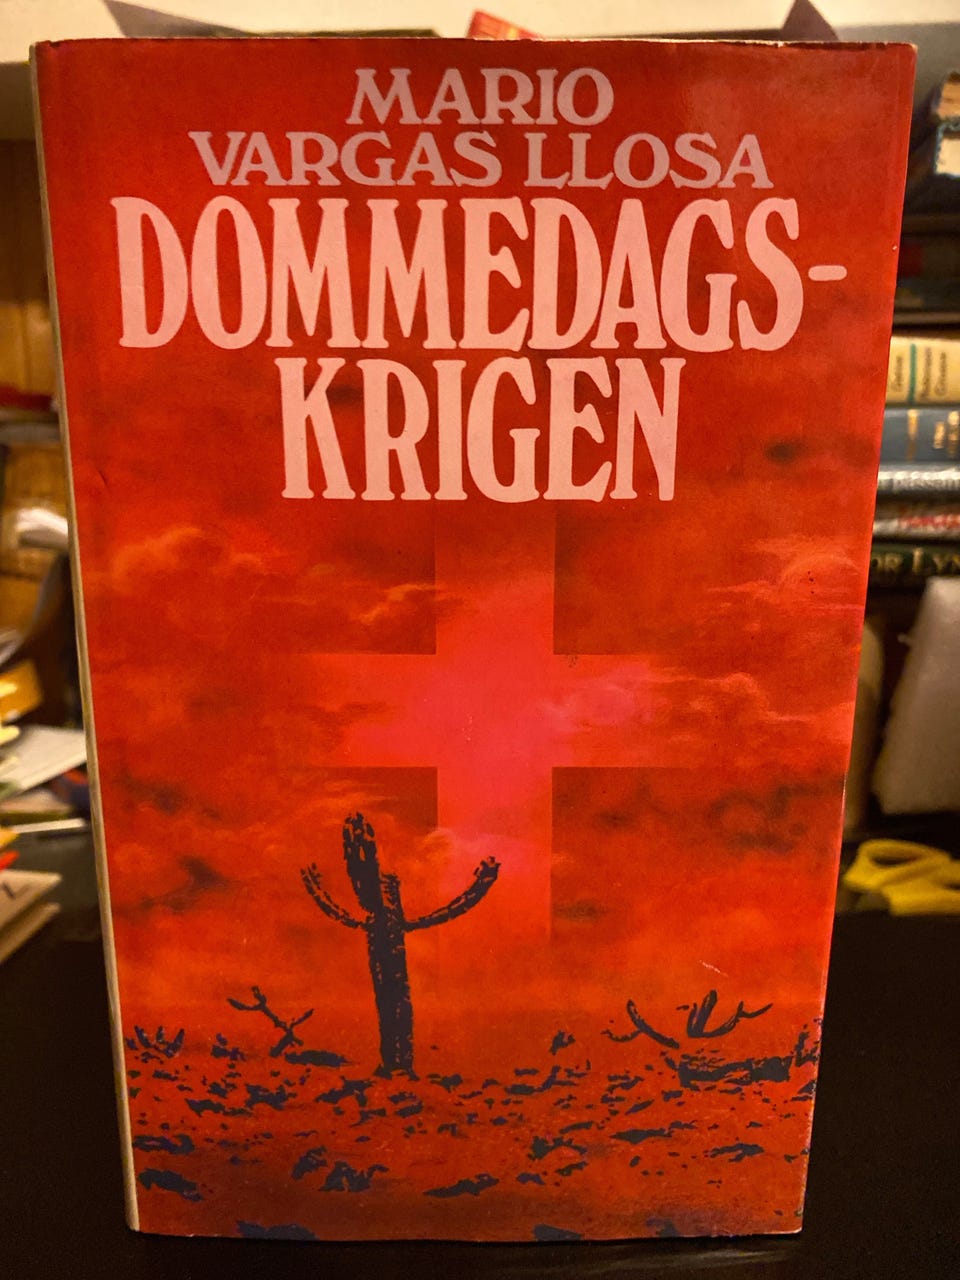 MARIO
VARGAS LLOSA
DOMMEDAGS-
KRIGEN